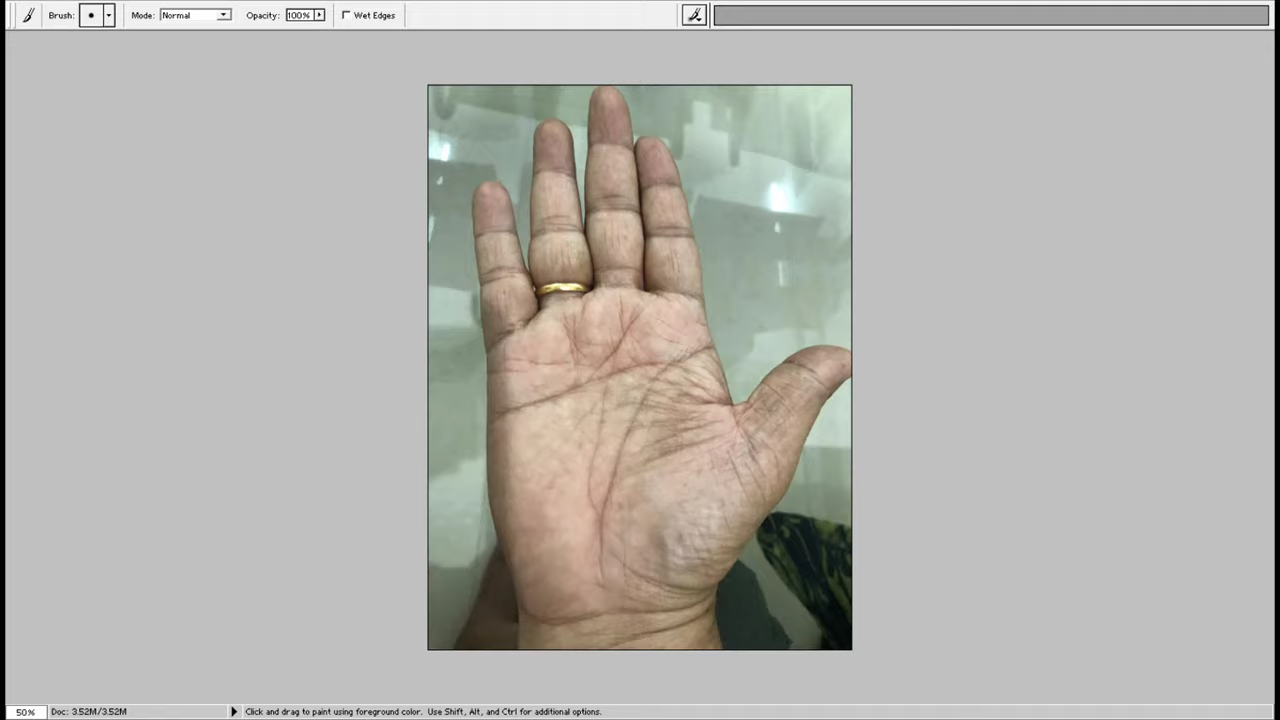 Brush: Mode: Normal Opacity: 100% Wet Edges
50% Doc: 3.52M/3.52M Click and drag to paint using foreground color. Use Shift, Alt, and Ctrl for additional options.